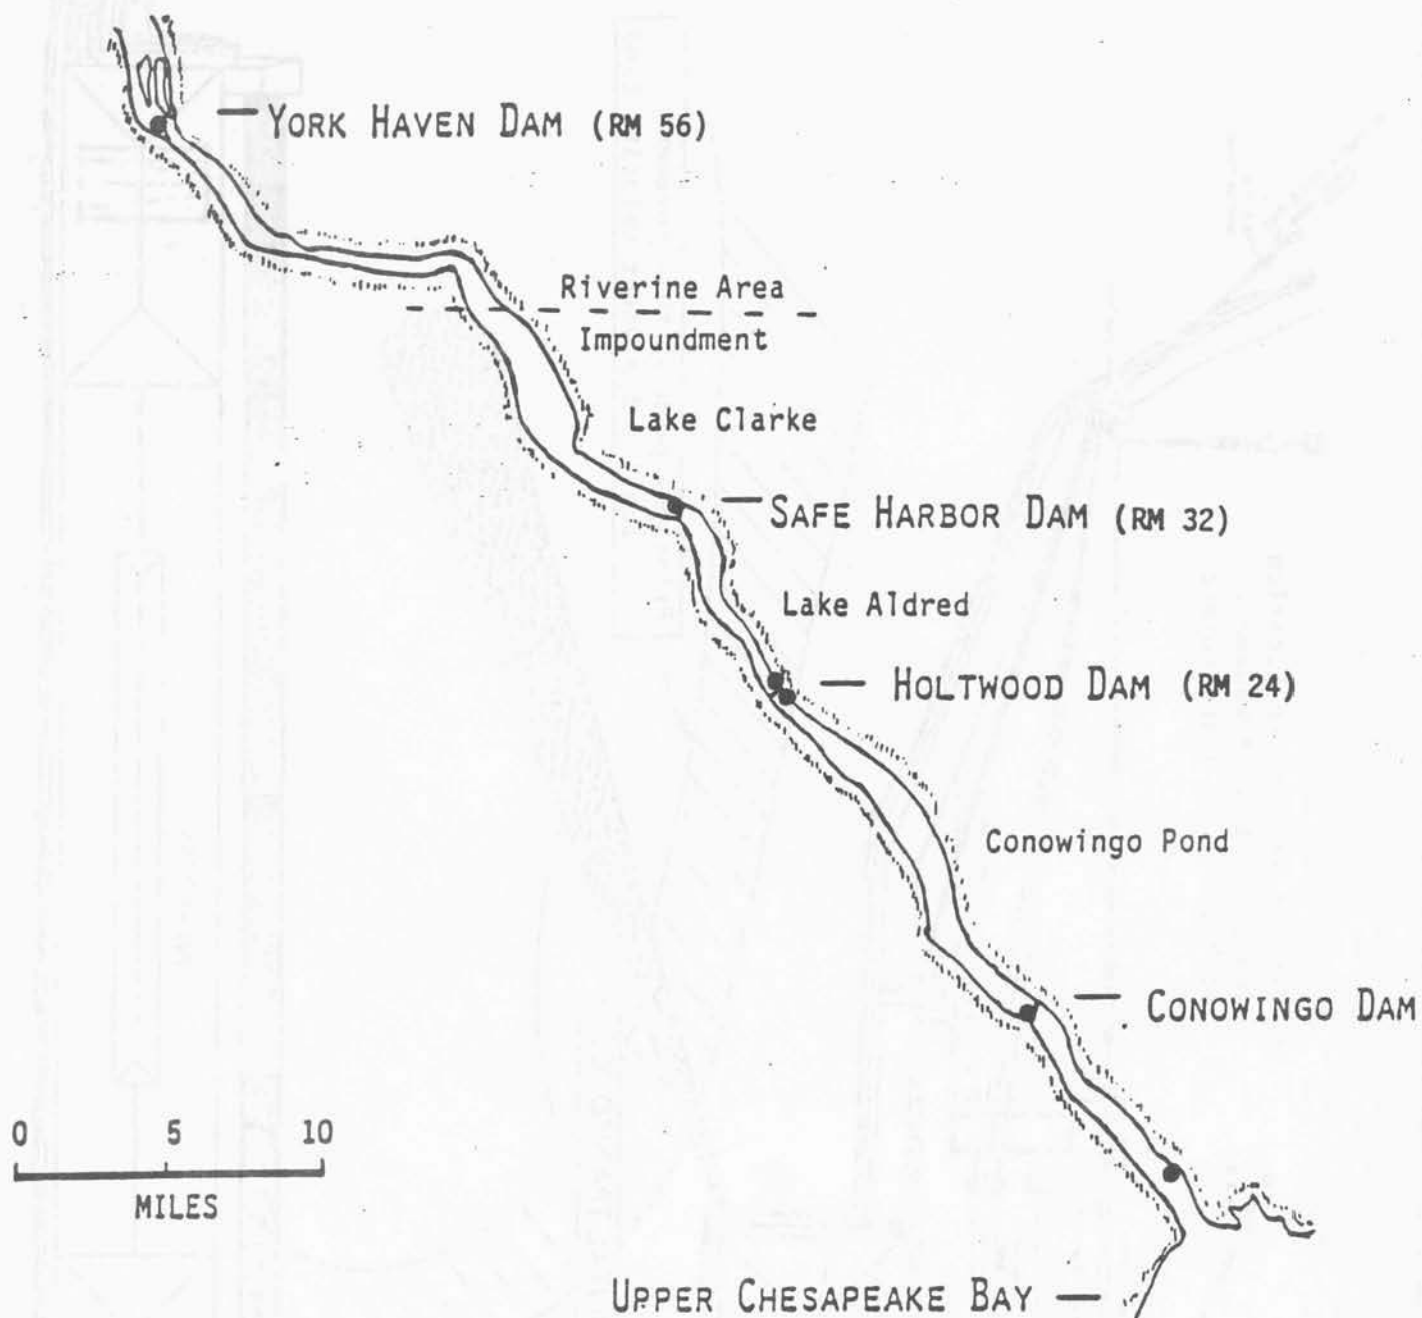 YORK HAVEN DAM (RM 56)
Riverine Area
Impoundment
Lake Clarke
SAFE HARBOR DAM (RM 32)
Lake Aldred
HOLTWOOD DAM (RM 24)
Conowingo Pond
CONOWINGO DAM
0 5 10
MILES
UPPER CHESAPEAKE BAY